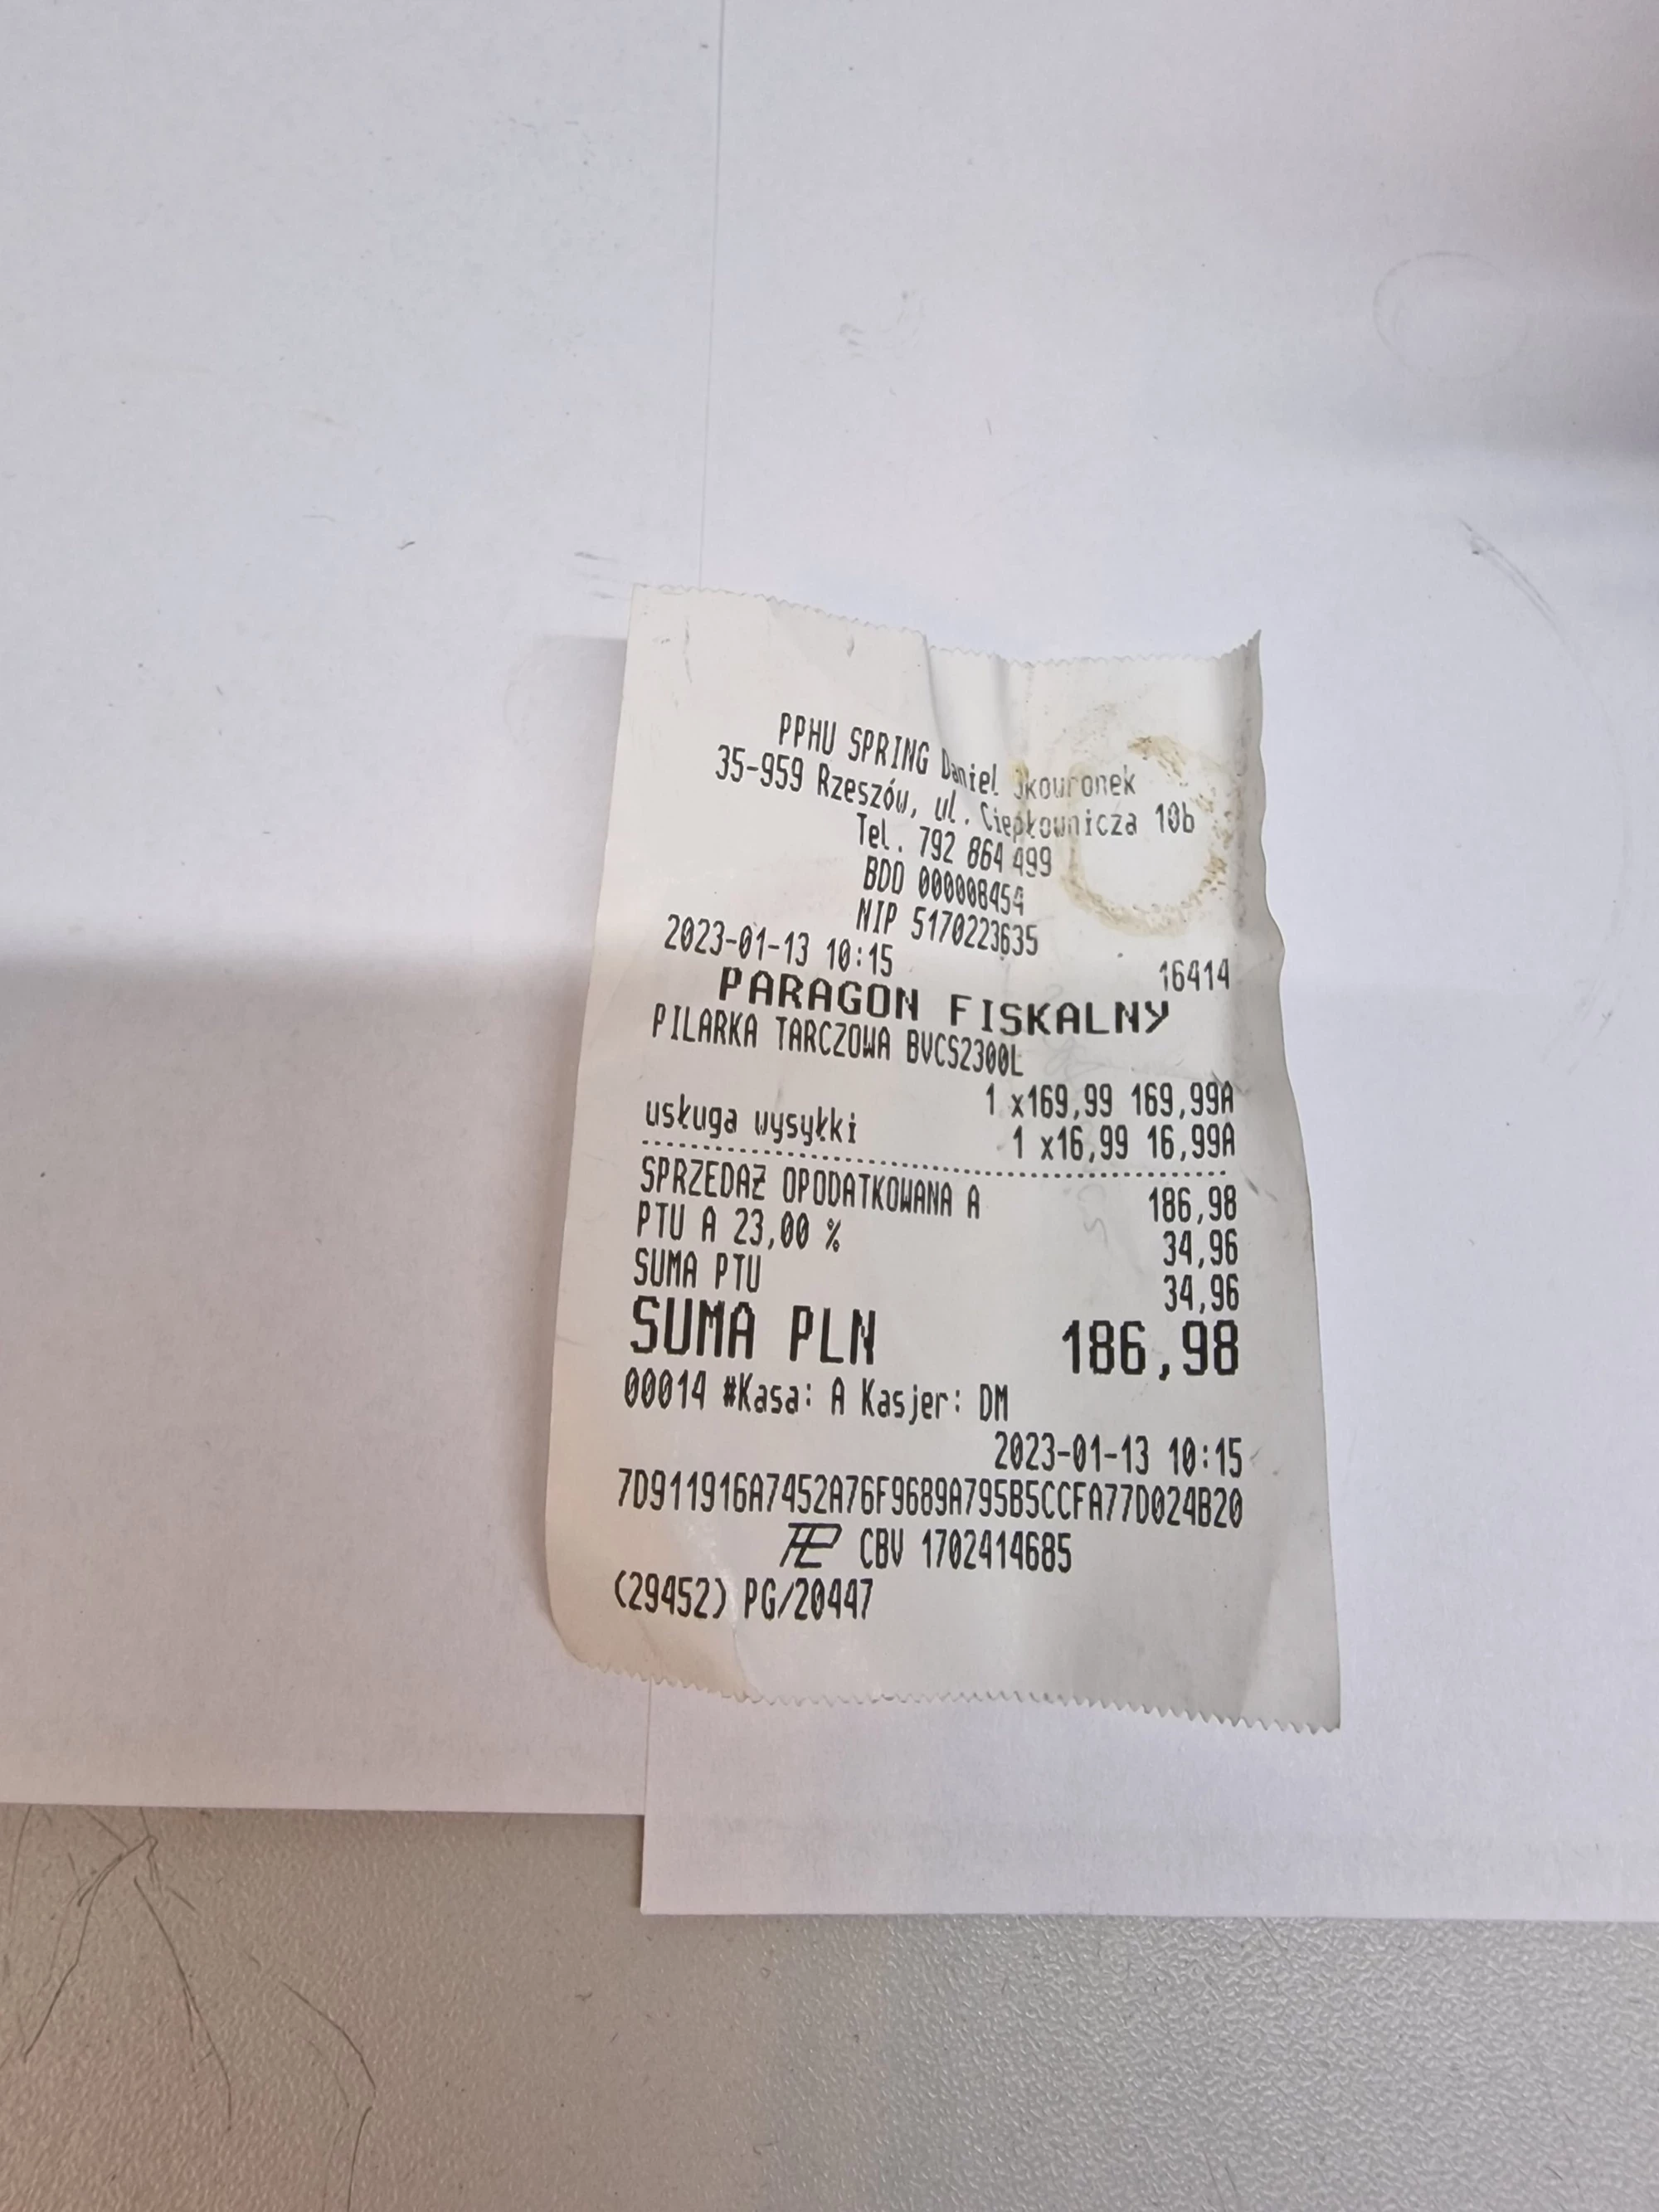 PPHU SPRING Daniel Skowronek
35-959 Rzeszów, ul. Ciepłownicza 10b
Tel. 792 864 499
BDO 000008454
NIP 5170223635
2023-01-13 10:15 16414
PARAGON FISKALNY
PILARKA TARCZOWA BVCS2300L
1 x169,99 169,99A
usługa wysyłki 1 x16,99 16,99A
SPRZEDAŻ OPODATKOWANA A 186,98
PTU A 23,00 % 34,96
SUMA PTU 34,96
SUMA PLN 186,98
00014 #Kasa: A Kasjer: DM
2023-01-13 10:15
7D911916A7452A76F9689A795B5CCFA77D024B20
CBV 1702414685
(29452) PG/20447